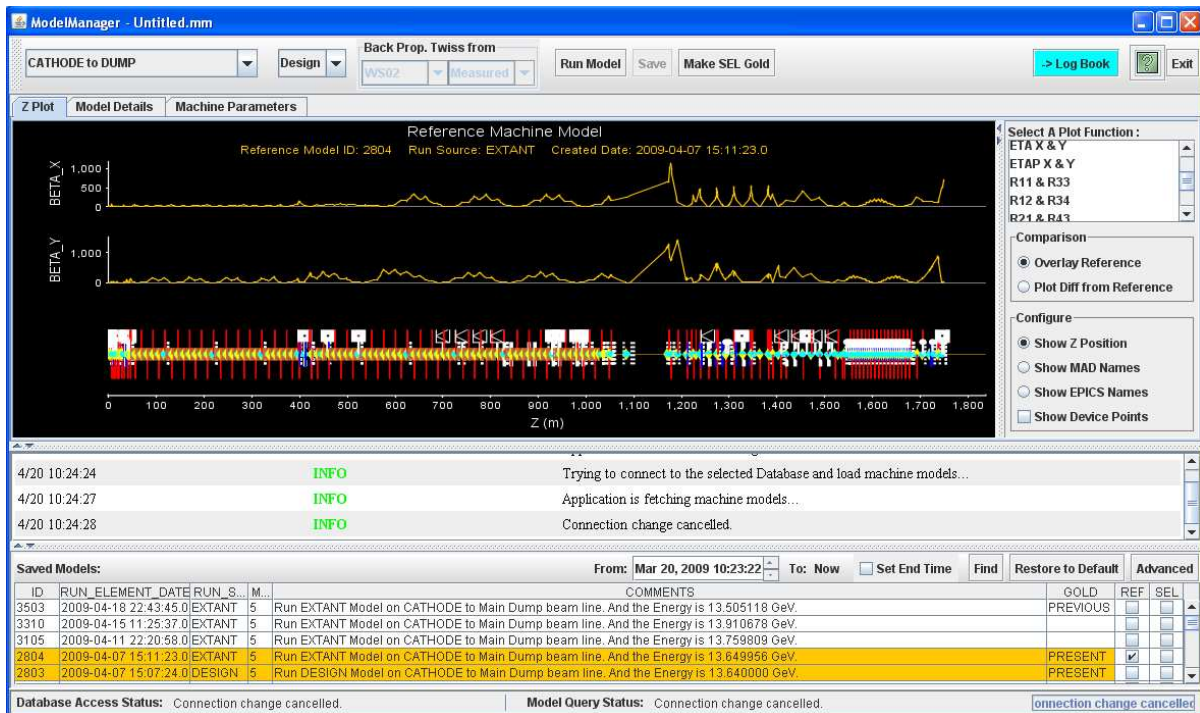 ModelManager - Untitled.mm
CATHODE to DUMP
Design
Back Prop. Twiss from
WS02
Measured
Run Model
Save
Make SEL Gold
-> Log Book
?
Exit
Z Plot
Model Details
Machine Parameters
Reference Machine Model
Reference Model ID: 2804 Run Source: EXTANT Created Date: 2009-04-07 15:11:23.0
BETA_X
1,000
500
0
BETA_Y
1,000
0
0 100 200 300 400 500 600 700 800 900 1,000 1,100 1,200 1,300 1,400 1,500 1,600 1,700 1,800
Z (m)
Select A Plot Function :
ETA X & Y
ETAP X & Y
R11 & R33
R12 & R34
R21 & R43
Comparison
Overlay Reference
Plot Diff from Reference
Configure
Show Z Position
Show MAD Names
Show EPICS Names
Show Device Points
4/20 10:24:24 INFO Trying to connect to the selected Database and load machine models...
4/20 10:24:27 INFO Application is fetching machine models...
4/20 10:24:28 INFO Connection change cancelled.
Saved Models:
From: Mar 20, 2009 10:23:22 To: Now Set End Time Find Restore to Default Advanced
ID RUN_ELEMENT_DATE RUN_S... M... COMMENTS GOLD REF SEL
3503 2009-04-18 22:43:45.0 EXTANT 5 Run EXTANT Model on CATHODE to Main Dump beam line. And the Energy is 13.505118 GeV. PREVIOUS
3310 2009-04-15 11:25:37.0 EXTANT 5 Run EXTANT Model on CATHODE to Main Dump beam line. And the Energy is 13.910678 GeV.
3105 2009-04-11 22:20:58.0 EXTANT 5 Run EXTANT Model on CATHODE to Main Dump beam line. And the Energy is 13.759809 GeV.
2804 2009-04-07 15:11:23.0 EXTANT 5 Run EXTANT Model on CATHODE to Main Dump beam line. And the Energy is 13.649956 GeV. PRESENT
2803 2009-04-07 15:07:24.0 DESIGN 5 Run DESIGN Model on CATHODE to Main Dump beam line. And the Energy is 13.640000 GeV. PRESENT
Database Access Status: Connection change cancelled.
Model Query Status: Connection change cancelled.
onnection change cancelled